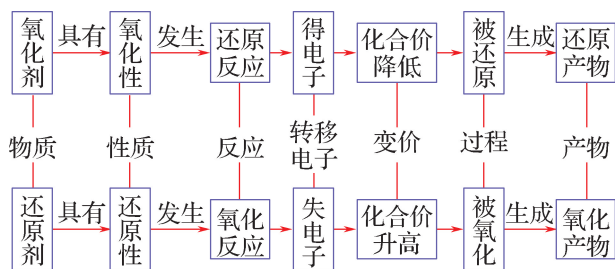 氧化剂 具有 氧化性 发生 还原反应 得电子 化合价降低 被还原 生成 还原产物
物质 性质 反应 转移电子 变价 过程 产物
还原剂 具有 还原性 发生 氧化反应 失电子 化合价升高 被氧化 生成 氧化产物